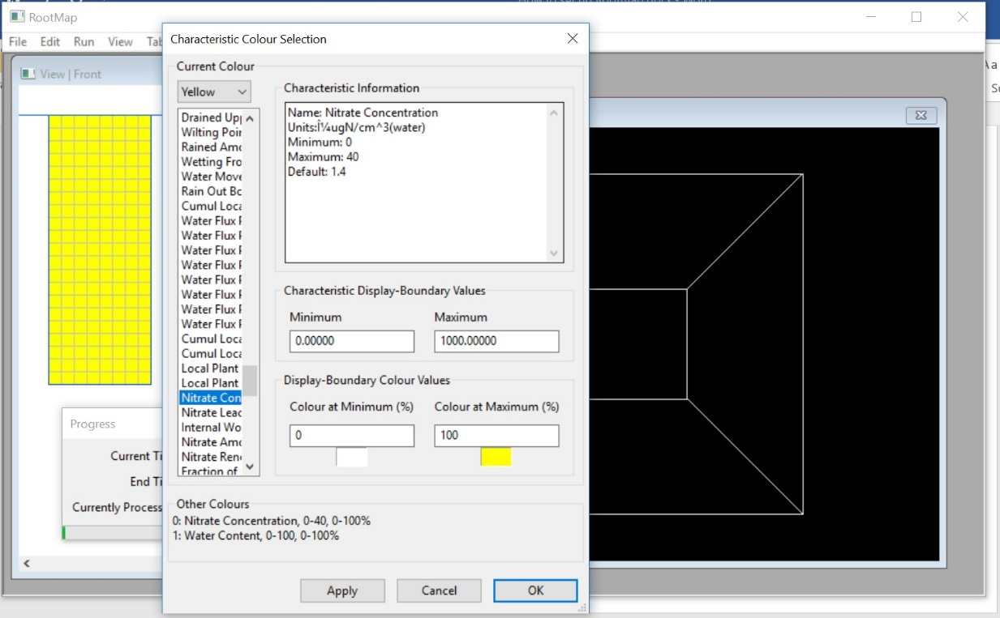 RootMap
File Edit Run View
View | Front
Characteristic Colour Selection
Current Colour
Yellow
Drained Up
Wilting Poin
Rained Amo
Wetting Fro
Water Move
Rain Out Bo
Cumul Loca
Water Flux
Water Flux
Water Flux
Water Flux
Water Flux
Water Flux
Water Flux
Water Flux
Cumul Loca
Cumul Loca
Local Plant
Local Plant
Nitrate Con
Nitrate Leac
Internal Wo
Nitrate Amo
Nitrate Ren
Fraction of
Characteristic Information
Name: Nitrate Concentration
Units:Î¼ugN/cm^3(water)
Minimum: 0
Maximum: 40
Default: 1.4
Characteristic Display-Boundary Values
Minimum Maximum
0.00000 1000.00000
Display-Boundary Colour Values
Colour at Minimum (%) Colour at Maximum (%)
0 100
Other Colours
0: Nitrate Concentration, 0-40, 0-100%
1: Water Content, 0-100, 0-100%
Apply Cancel OK
Progress
Current Ti
End Ti
Currently Process